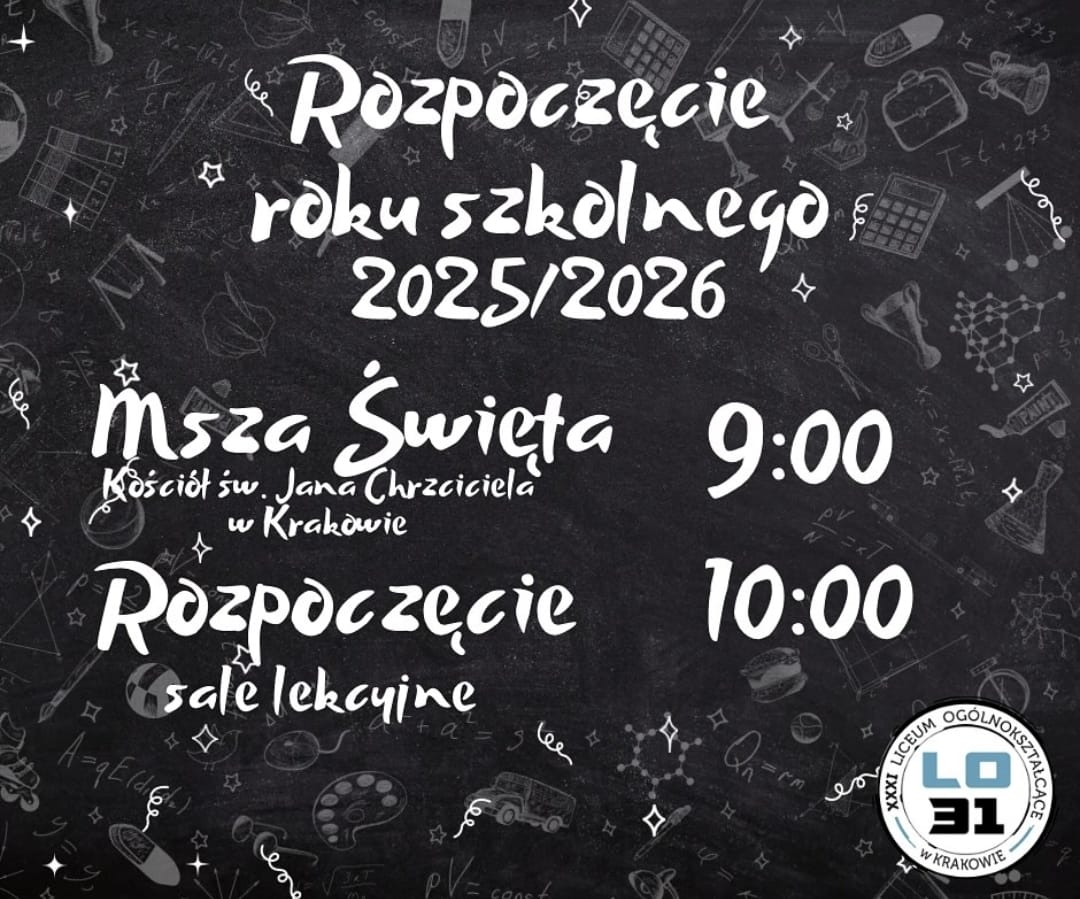 Rozpoczęcie
roku szkolnego
2025/2026
Msza Święta 9:00
Kościół św. Jana Chrzciciela
w Krakowie
Rozpoczęcie 10:00
sale lekcyjne
XXXI LICEUM OGÓLNOKSZTAŁCĄCE
LO
31
W KRAKOWIE